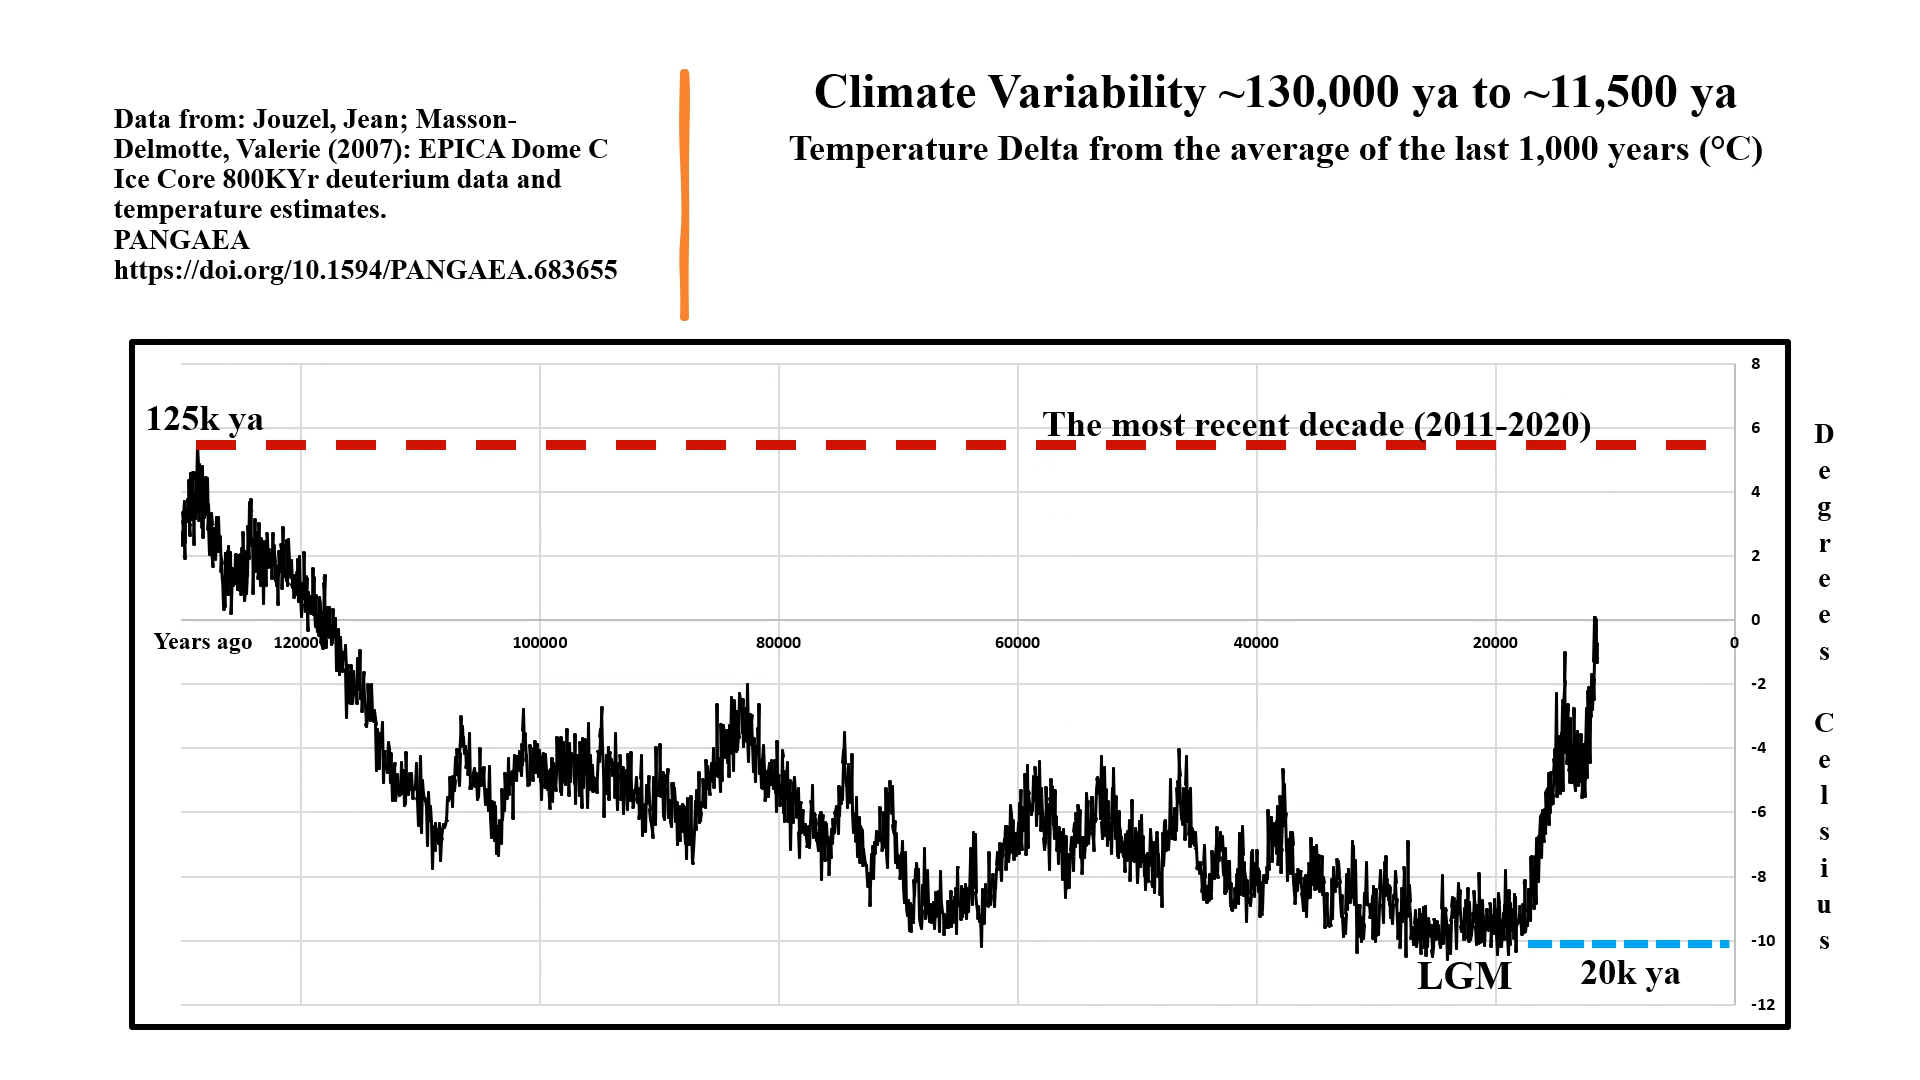 Data from: Jouzel, Jean; Masson-
Delmotte, Valerie (2007): EPICA Dome C
Ice Core 800KYr deuterium data and
temperature estimates.
PANGAEA
https://doi.org/10.1594/PANGAEA.683655
Climate Variability ~130,000 ya to ~11,500 ya
Temperature Delta from the average of the last 1,000 years (°C)
125k ya
The most recent decade (2011-2020)
8
6
4
2
0
-2
-4
-6
-8
-10
-12
Years ago
120000
100000
80000
60000
40000
20000
0
LGM
20k ya
Degrees Celsius